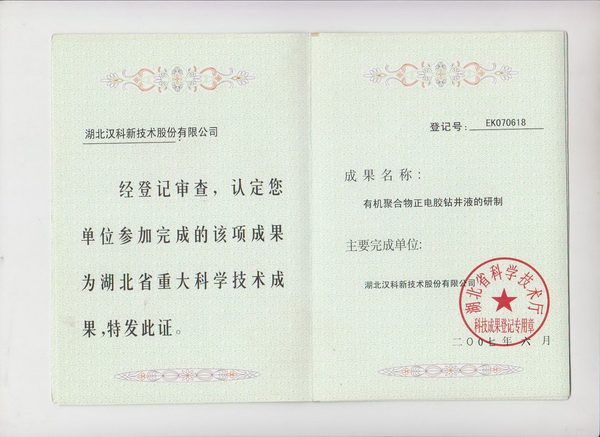 湖北汉科新技术股份有限公司
经登记审查，认定您
单位参加完成的该项成果
为湖北省重大科学技术成
果，特发此证。
登记号：EK070618
成果名称：
有机聚合物正电胶钻井液的研制
主要完成单位：
湖北汉科新技术股份有限公司
湖北省科学技术厅
科技成果登记专用章
二〇〇七年六月